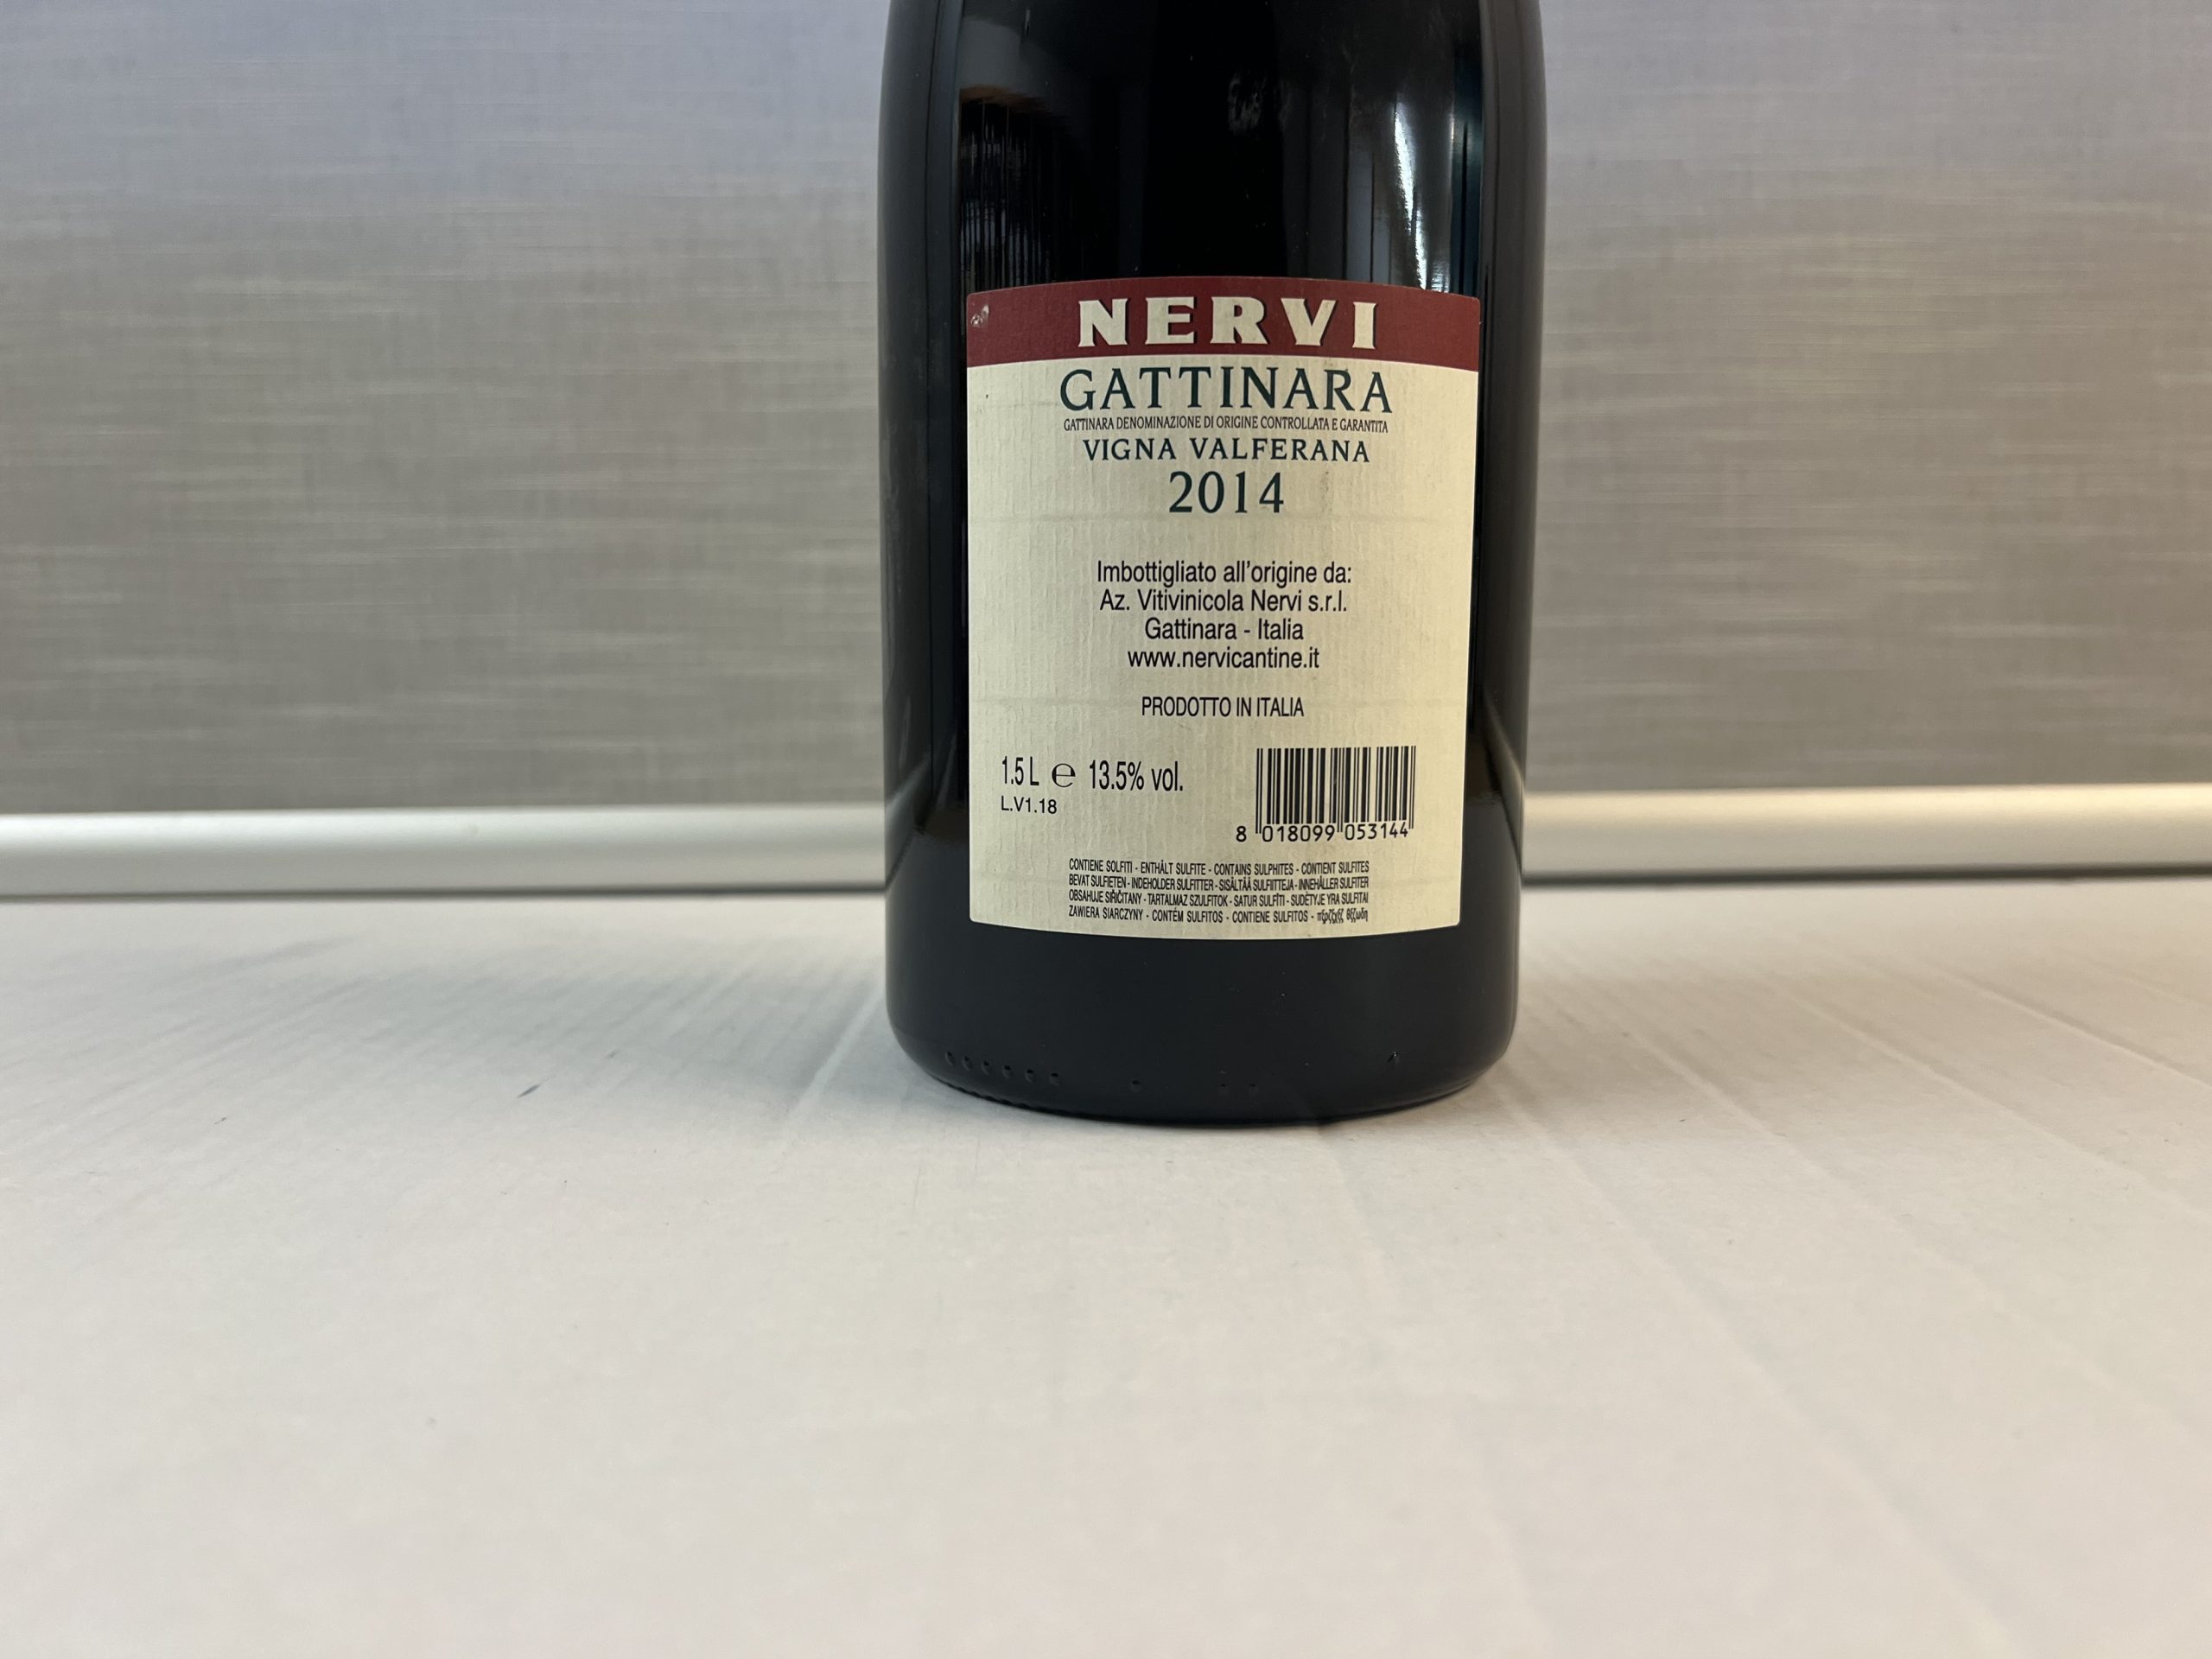 NERVI
GATTINARA
GATTINARA DENOMINAZIONE DI ORIGINE CONTROLLATA E GARANTITA
VIGNA VALFERANA
2014
Imbottigliato all'origine da:
Az. Vitivinicola Nervi s.r.l.
Gattinara - Italia
www.nervicantine.it
PRODOTTO IN ITALIA
1.5 L ℮ 13.5% vol.
L.V1.18
8 018099 053144
CONTIENE SOLFITI - ENTHÄLT SULFITE - CONTAINS SULPHITES - CONTIENT SULFITES
BEVAT SULFIETEN - INDEHOLDER SULFITTER - SISÄLTÄÄ SULFIITTEJA - INNEHÅLLER SULFITER
OBSAHUJE SIŘIČITANY - TARTALMAZ SZULFITOK - SATUR SULFĪTI - SUDĖTYJE YRA SULFITAI
ZAWIERA SIARCZYNY - CONTÉM SULFITOS - CONTIENE SULFITOS -